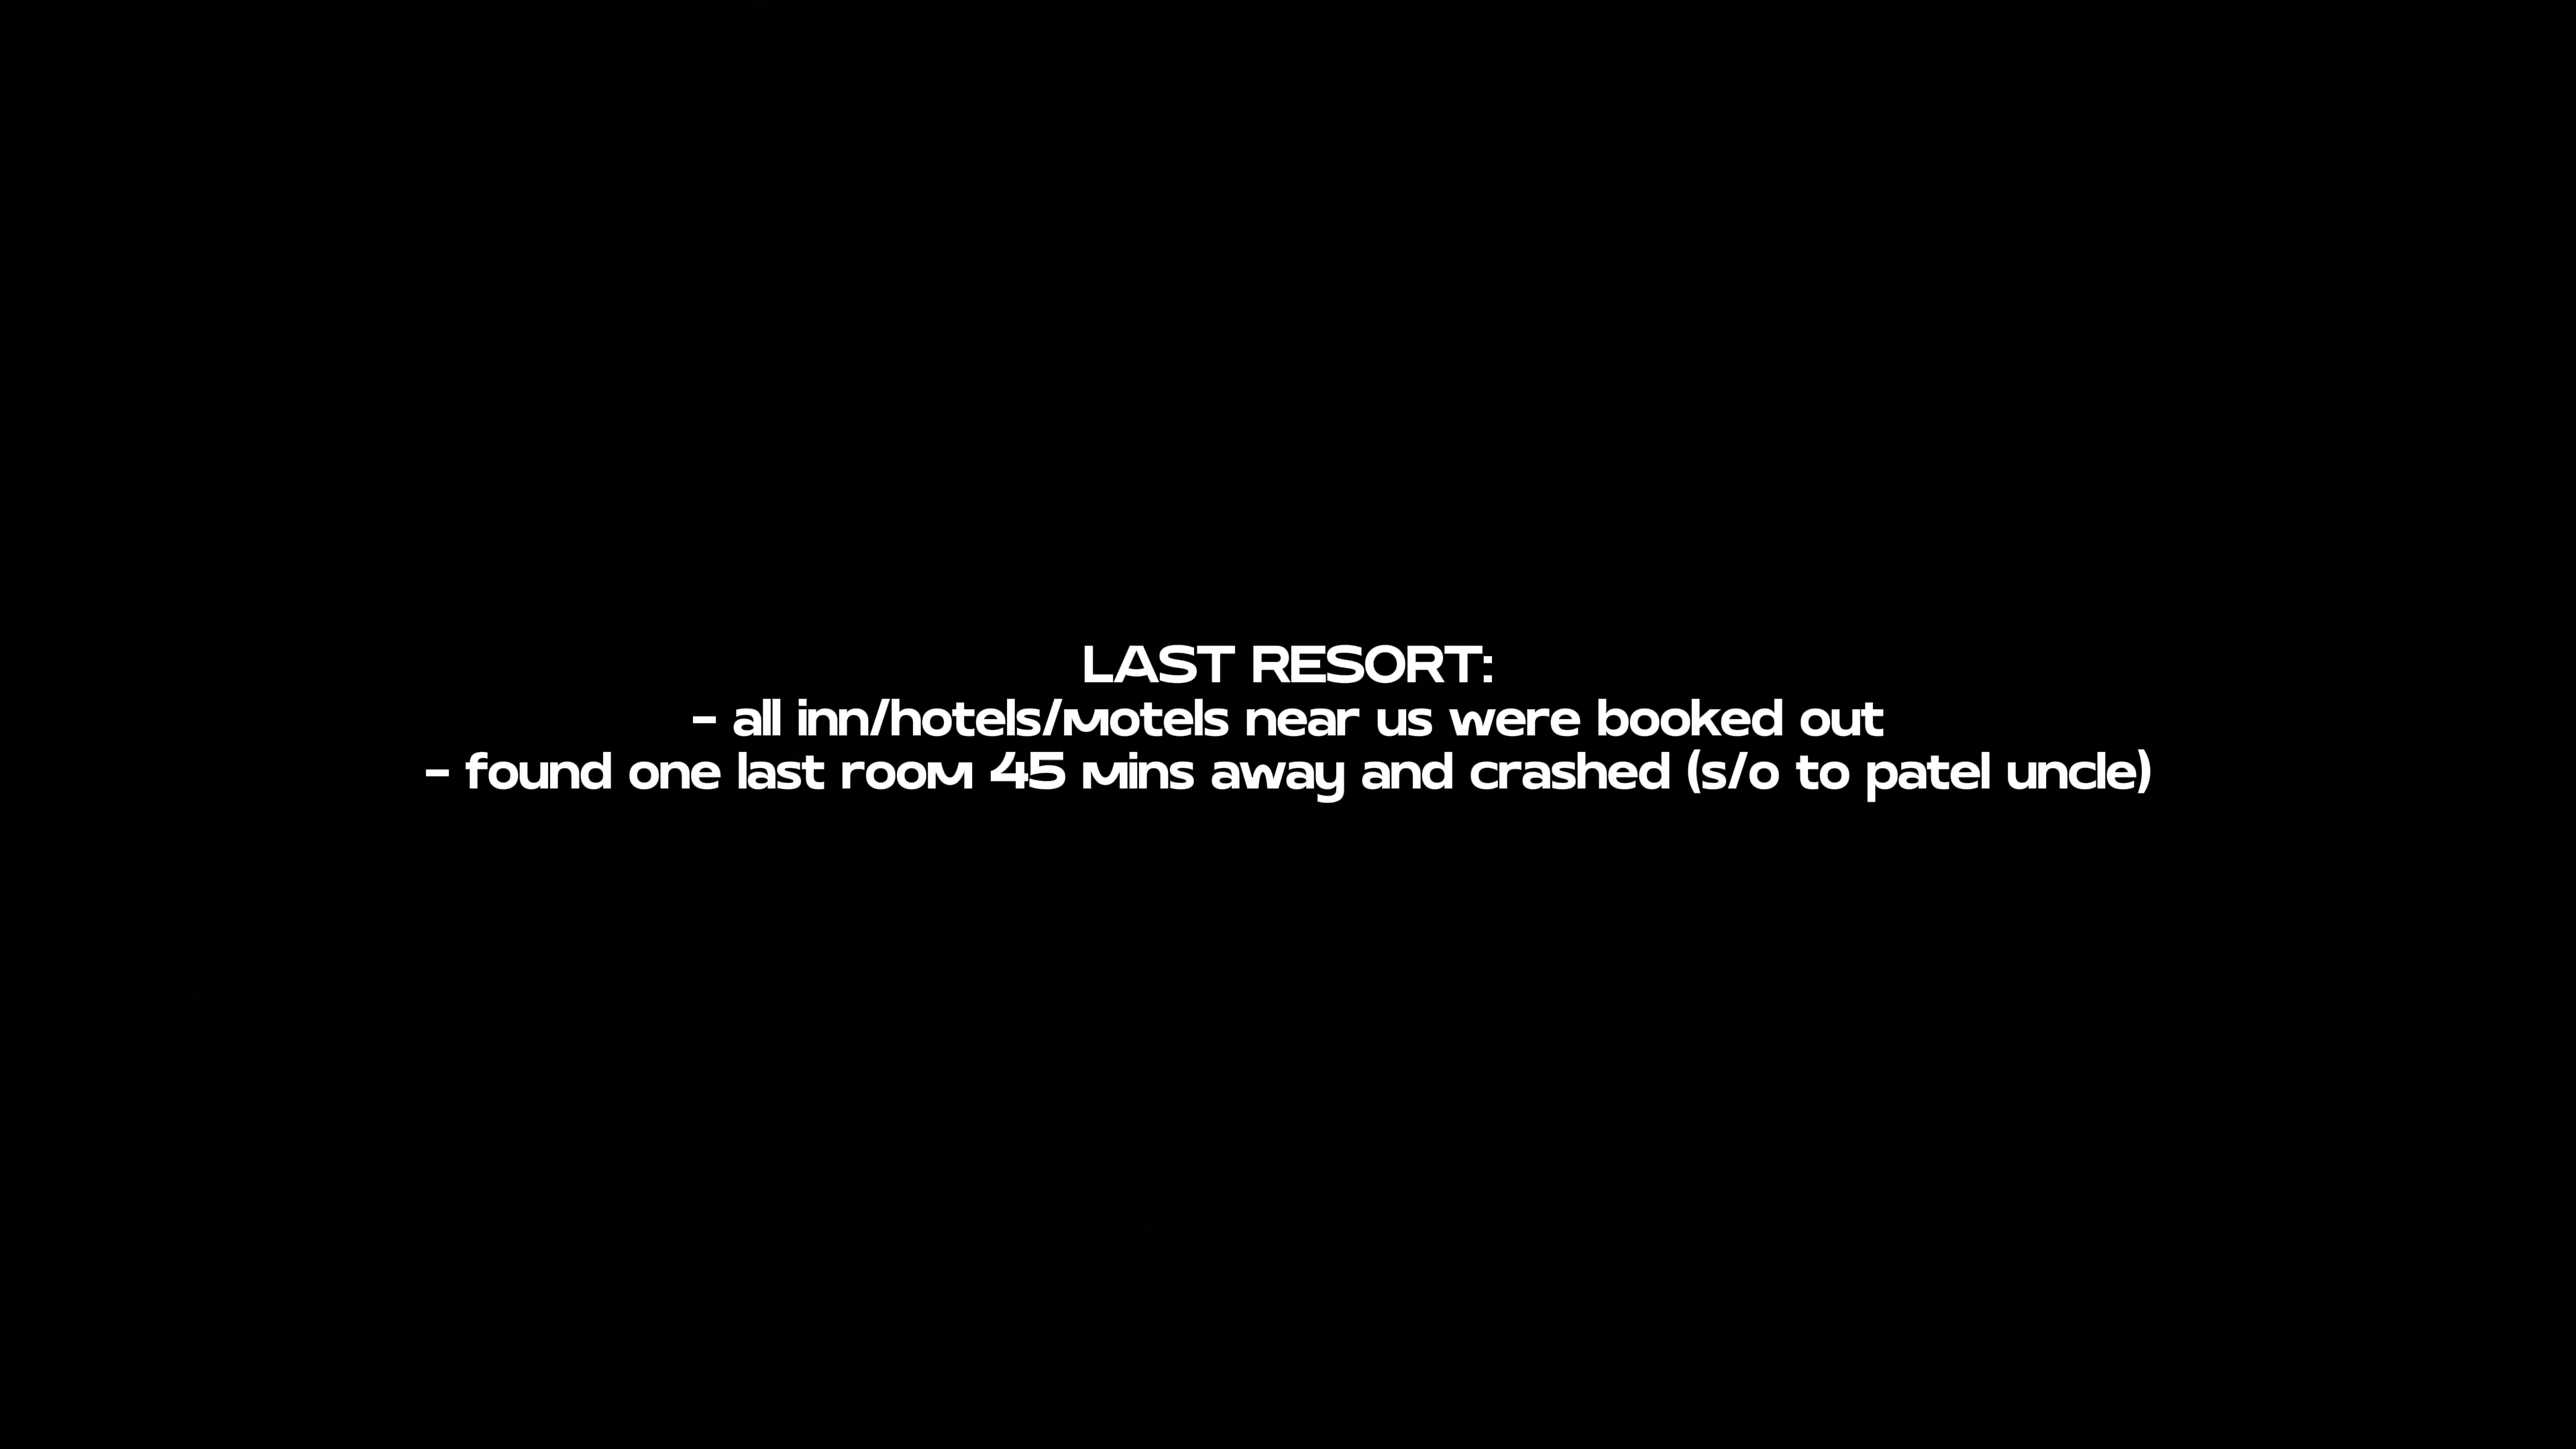 LAST RESORT:
- all inn/hotels/motels near us were booked out
- found one last room 45 mins away and crashed (s/o to patel uncle)